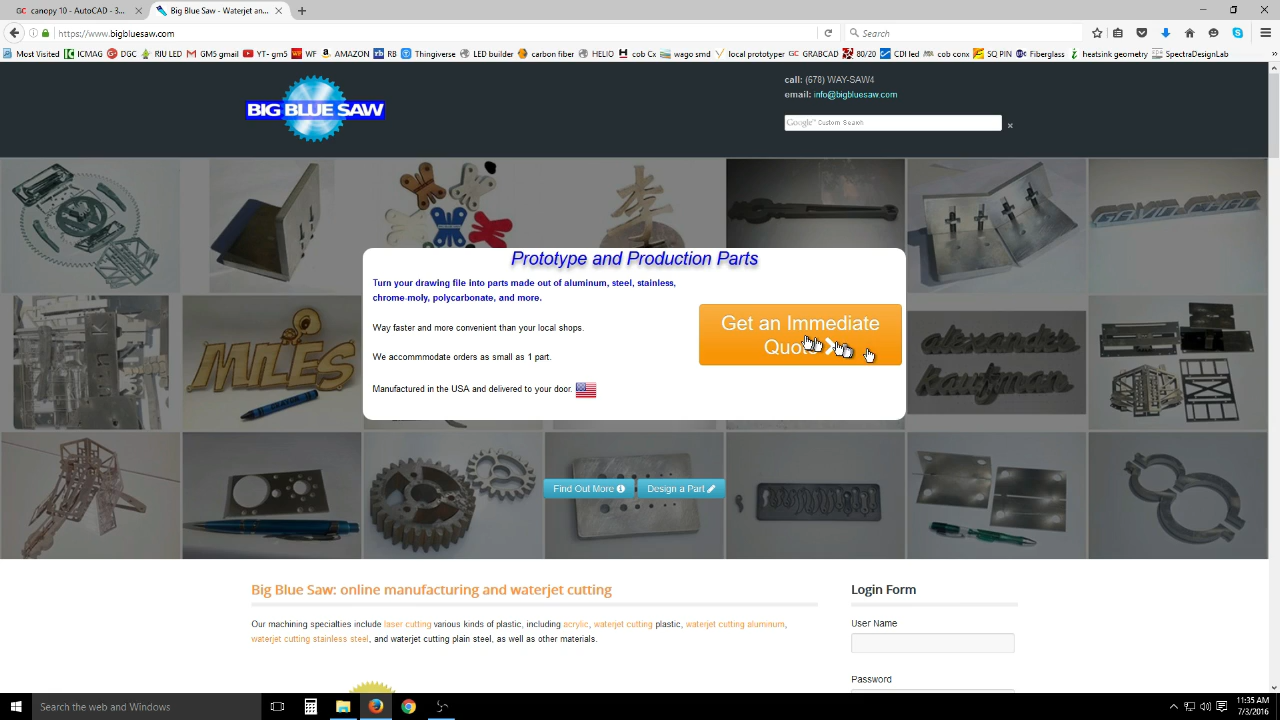 canopy 10 - AutoCAD - 3...
Big Blue Saw - Waterjet an...
https://www.bigbluesaw.com
Search
Most Visited ICMAG DGC RIU LED GM5 gmail YT- gm5 WF AMAZON RB Thingiverse LED builder carbon fiber HELIO cob Cx wago smd local prototyper GRABCAD 80/20 CDI led cob conx SQ PIN Fiberglass heatsink geometry SpectraDesignLab
BIG BLUE SAW
call: (678) WAY-SAW4
email: info@bigbluesaw.com
Google™ Custom Search
SEVIL CHEF
Prototype and Production Parts
Turn your drawing file into parts made out of aluminum, steel, stainless,
chrome-moly, polycarbonate, and more.
Way faster and more convenient than your local shops.
We accommmodate orders as small as 1 part.
Manufactured in the USA and delivered to your door.
Get an Immediate
Quote
MILES
alexander
kaufman
Find Out More
Design a Part
Big Blue Saw: online manufacturing and waterjet cutting
Our machining specialties include laser cutting various kinds of plastic, including acrylic, waterjet cutting plastic, waterjet cutting aluminum,
waterjet cutting stainless steel, and waterjet cutting plain steel, as well as other materials.
Login Form
User Name
Password
Search the web and Windows
11:35 AM
7/3/2016